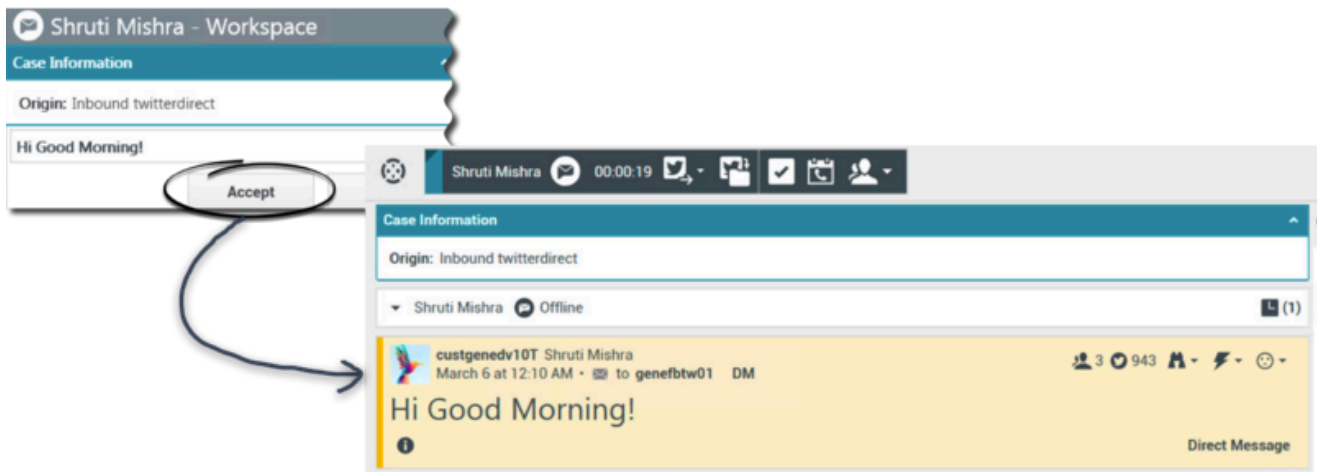 Shruti Mishra - Workspace
Case Information
Origin: Inbound twitterdirect
Hi Good Morning!
Accept
Shruti Mishra 00:00:19
Case Information
Origin: Inbound twitterdirect
Shruti Mishra Offline (1)
custgenedv10T Shruti Mishra
March 6 at 12:10 AM • to genefbtw01 DM
3 943
Hi Good Morning!
Direct Message